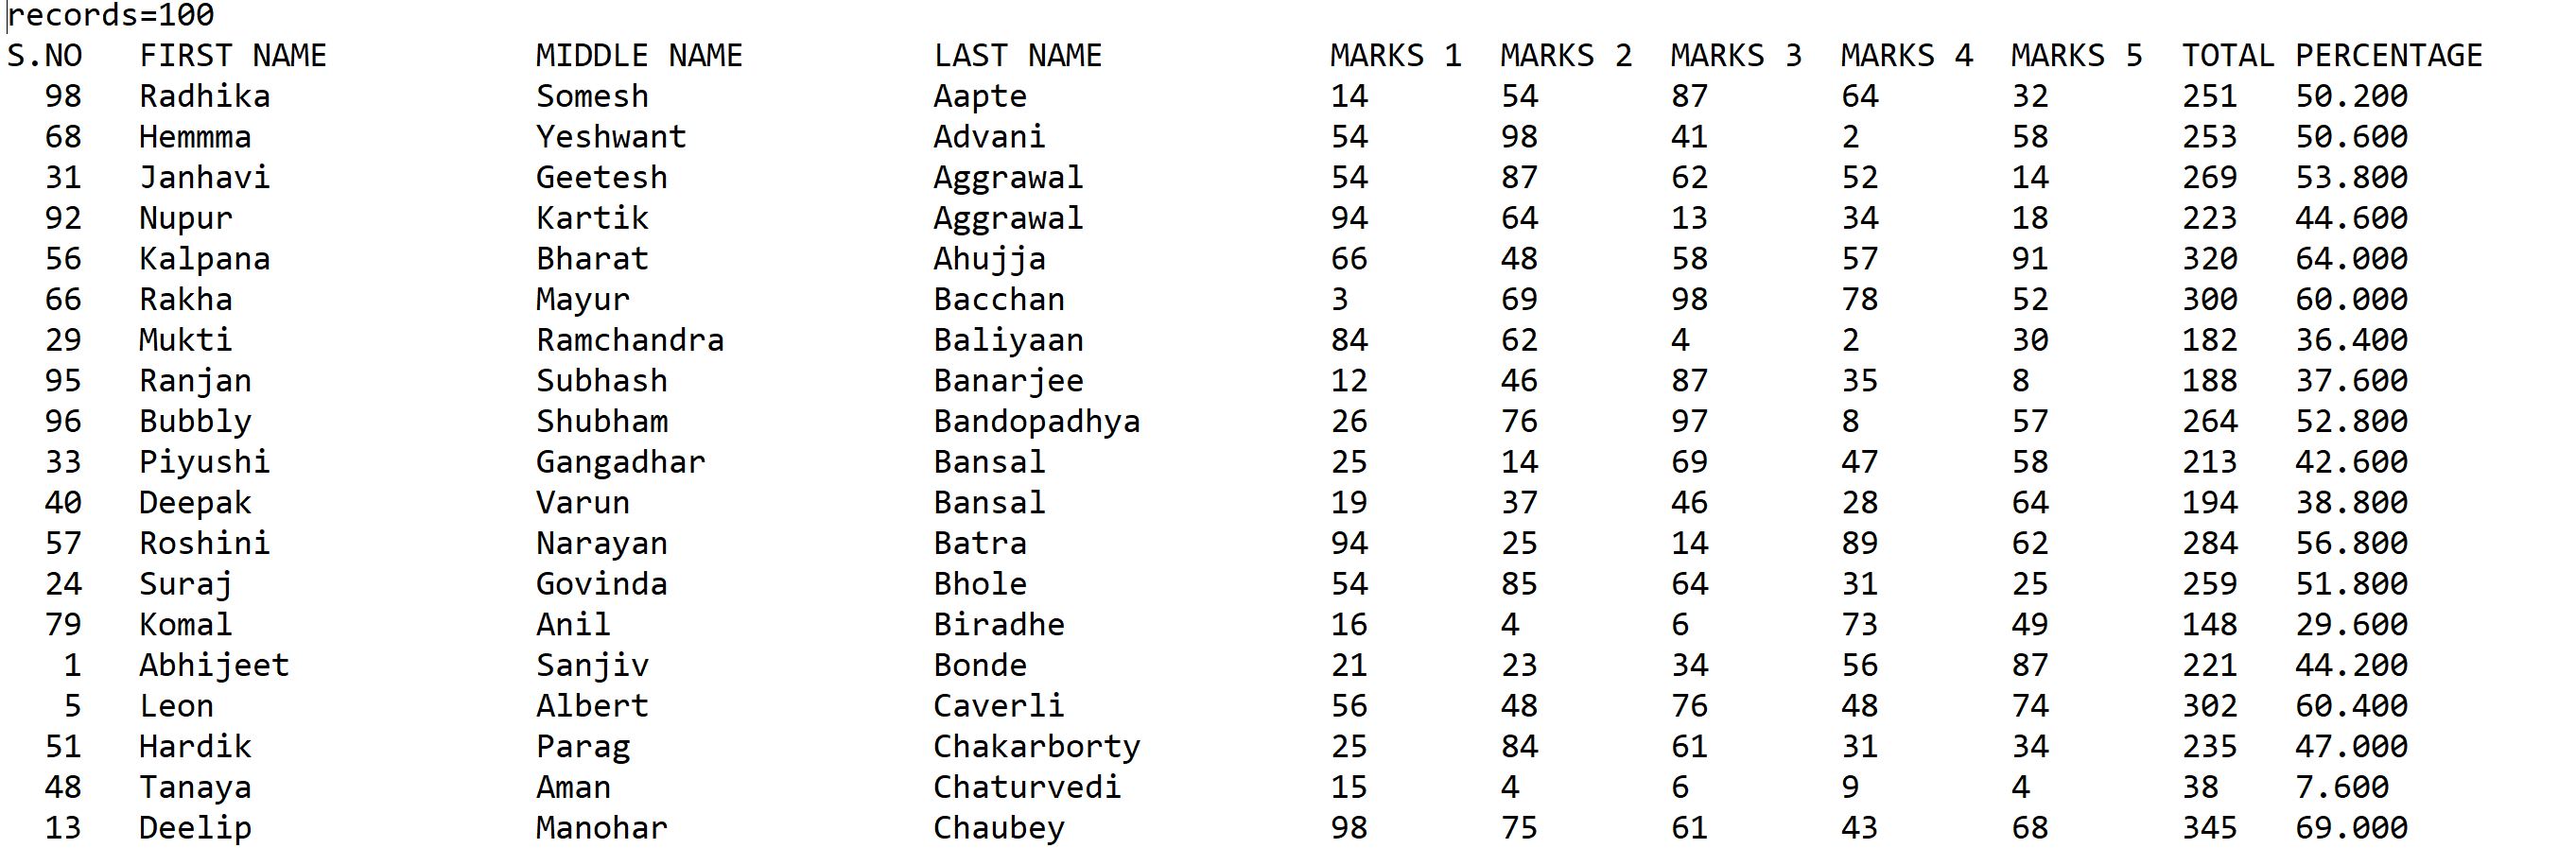 records=100
S.NO FIRST NAME MIDDLE NAME LAST NAME MARKS 1 MARKS 2 MARKS 3 MARKS 4 MARKS 5 TOTAL PERCENTAGE
98 Radhika Somesh Aapte 14 54 87 64 32 251 50.200
68 Hemmma Yeshwant Advani 54 98 41 2 58 253 50.600
31 Janhavi Geetesh Aggrawal 54 87 62 52 14 269 53.800
92 Nupur Kartik Aggrawal 94 64 13 34 18 223 44.600
56 Kalpana Bharat Ahujja 66 48 58 57 91 320 64.000
66 Rakha Mayur Bacchan 3 69 98 78 52 300 60.000
29 Mukti Ramchandra Baliyaan 84 62 4 2 30 182 36.400
95 Ranjan Subhash Banarjee 12 46 87 35 8 188 37.600
96 Bubbly Shubham Bandopadhya 26 76 97 8 57 264 52.800
33 Piyushi Gangadhar Bansal 25 14 69 47 58 213 42.600
40 Deepak Varun Bansal 19 37 46 28 64 194 38.800
57 Roshini Narayan Batra 94 25 14 89 62 284 56.800
24 Suraj Govinda Bhole 54 85 64 31 25 259 51.800
79 Komal Anil Biradhe 16 4 6 73 49 148 29.600
1 Abhijeet Sanjiv Bonde 21 23 34 56 87 221 44.200
5 Leon Albert Caverli 56 48 76 48 74 302 60.400
51 Hardik Parag Chakarborty 25 84 61 31 34 235 47.000
48 Tanaya Aman Chaturvedi 15 4 6 9 4 38 7.600
13 Deelip Manohar Chaubey 98 75 61 43 68 345 69.000